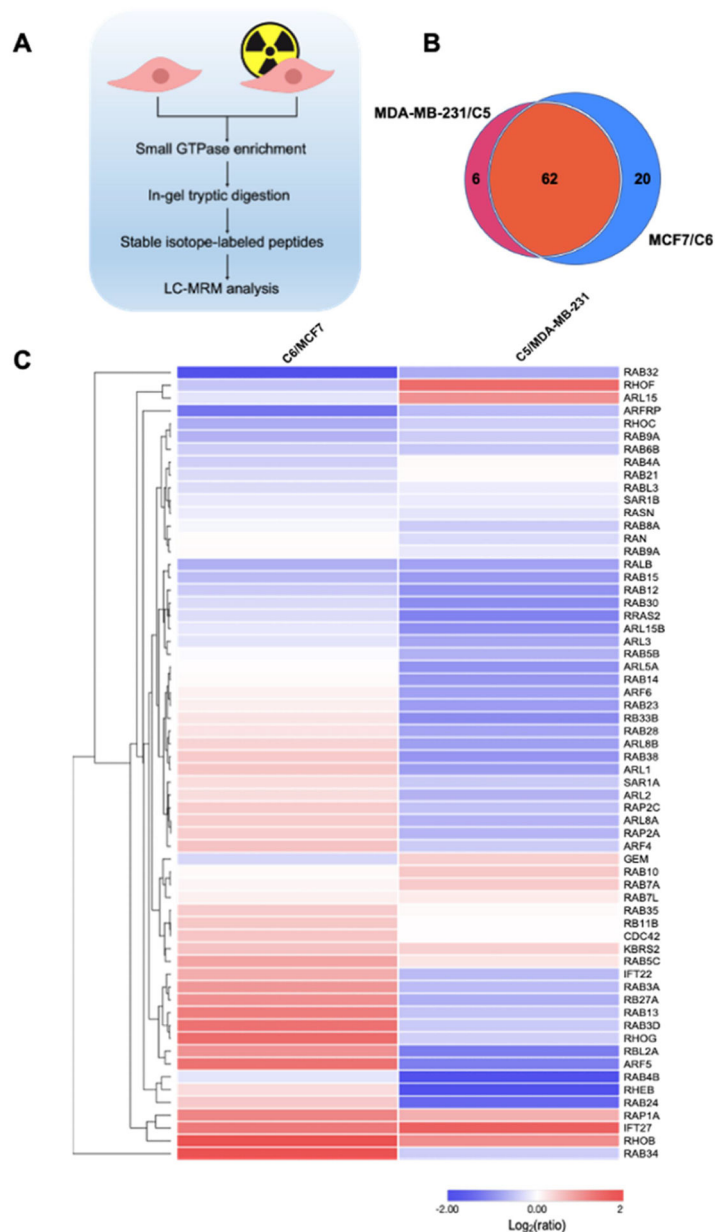 A
Small GTPase enrichment
In-gel tryptic digestion
Stable isotope-labeled peptides
LC-MRM analysis
B
MDA-MB-231/C5
6
62
20
MCF7/C6
C
C6/MCF7
C5/MDA-MB-231
RAB32
RHOF
ARL15
ARFRP
RHOC
RAB9A
RAB6B
RAB4A
RAB21
RABL3
SAR1B
RASN
RAB8A
RAN
RAB9A
RALB
RAB15
RAB12
RAB30
RRAS2
ARL15B
ARL3
RAB5B
ARL5A
RAB14
ARF6
RAB23
RB33B
RAB28
ARL8B
RAB38
ARL1
SAR1A
ARL2
RAP2C
ARL8A
RAP2A
ARF4
GEM
RAB10
RAB7A
RAB7L
RAB35
RB11B
CDC42
KBRS2
RAB5C
IFT22
RAB3A
RB27A
RAB13
RAB3D
RHOG
RBL2A
ARF5
RAB4B
RHEB
RAB24
RAP1A
IFT27
RHOB
RAB34
-2.00 0.00 2
Log2(ratio)